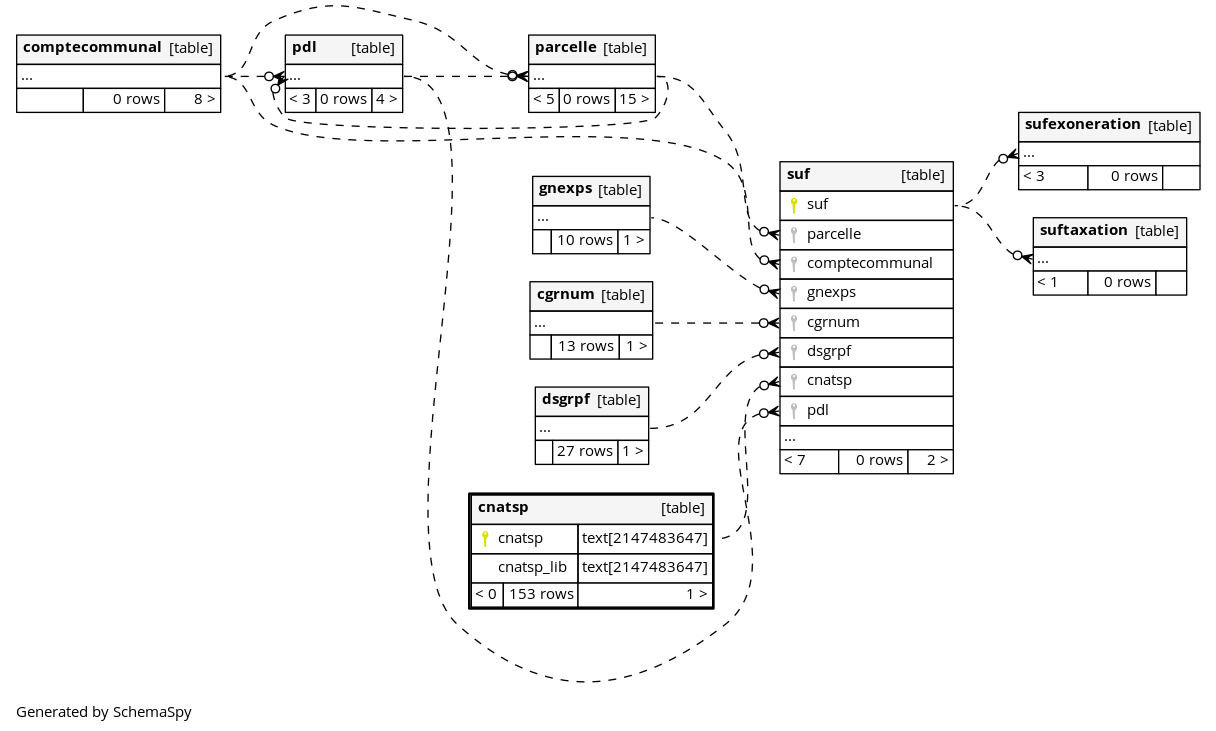 comptecommunal [table]
...
0 rows 8 >
pdl [table]
...
< 3 0 rows 4 >
parcelle [table]
...
< 5 0 rows 15 >
gnexps [table]
...
10 rows 1 >
cgrnum [table]
...
13 rows 1 >
dsgrpf [table]
...
27 rows 1 >
cnatsp [table]
cnatsp text[2147483647]
cnatsp_lib text[2147483647]
< 0 153 rows 1 >
suf [table]
suf
parcelle
comptecommunal
gnexps
cgrnum
dsgrpf
cnatsp
pdl
...
< 7 0 rows 2 >
sufexoneration [table]
...
< 3 0 rows
suftaxation [table]
...
< 1 0 rows
Generated by SchemaSpy